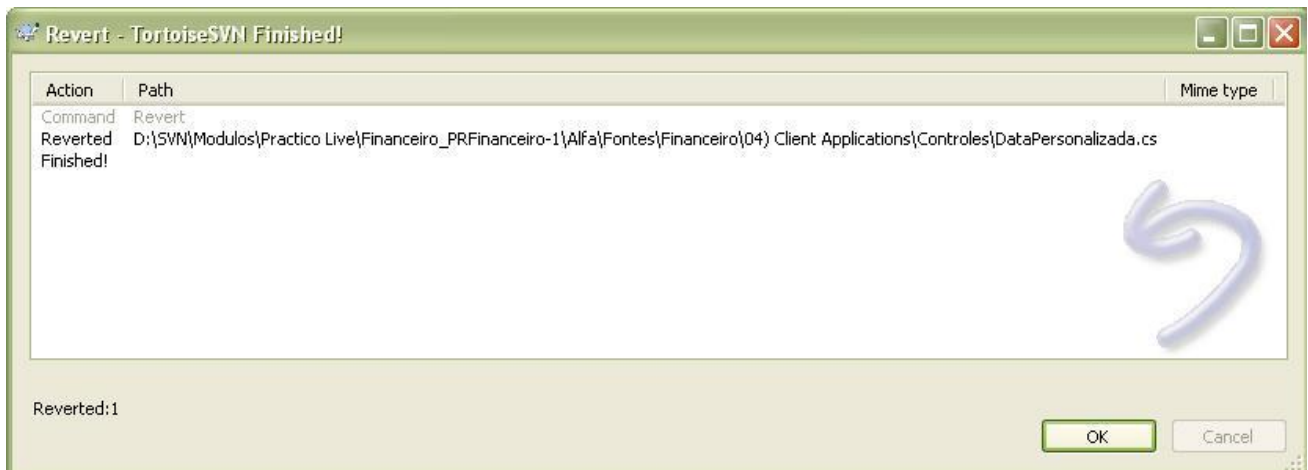 Revert - TortoiseSVN Finished!
Action Path Mime type
Command Revert
Reverted D:\SVN\Modulos\Practico Live\Financeiro_PRFinanceiro-1\Alfa\Fontes\Financeiro\04) Client Applications\Controles\DataPersonalizada.cs
Finished!
Reverted:1
OK Cancel